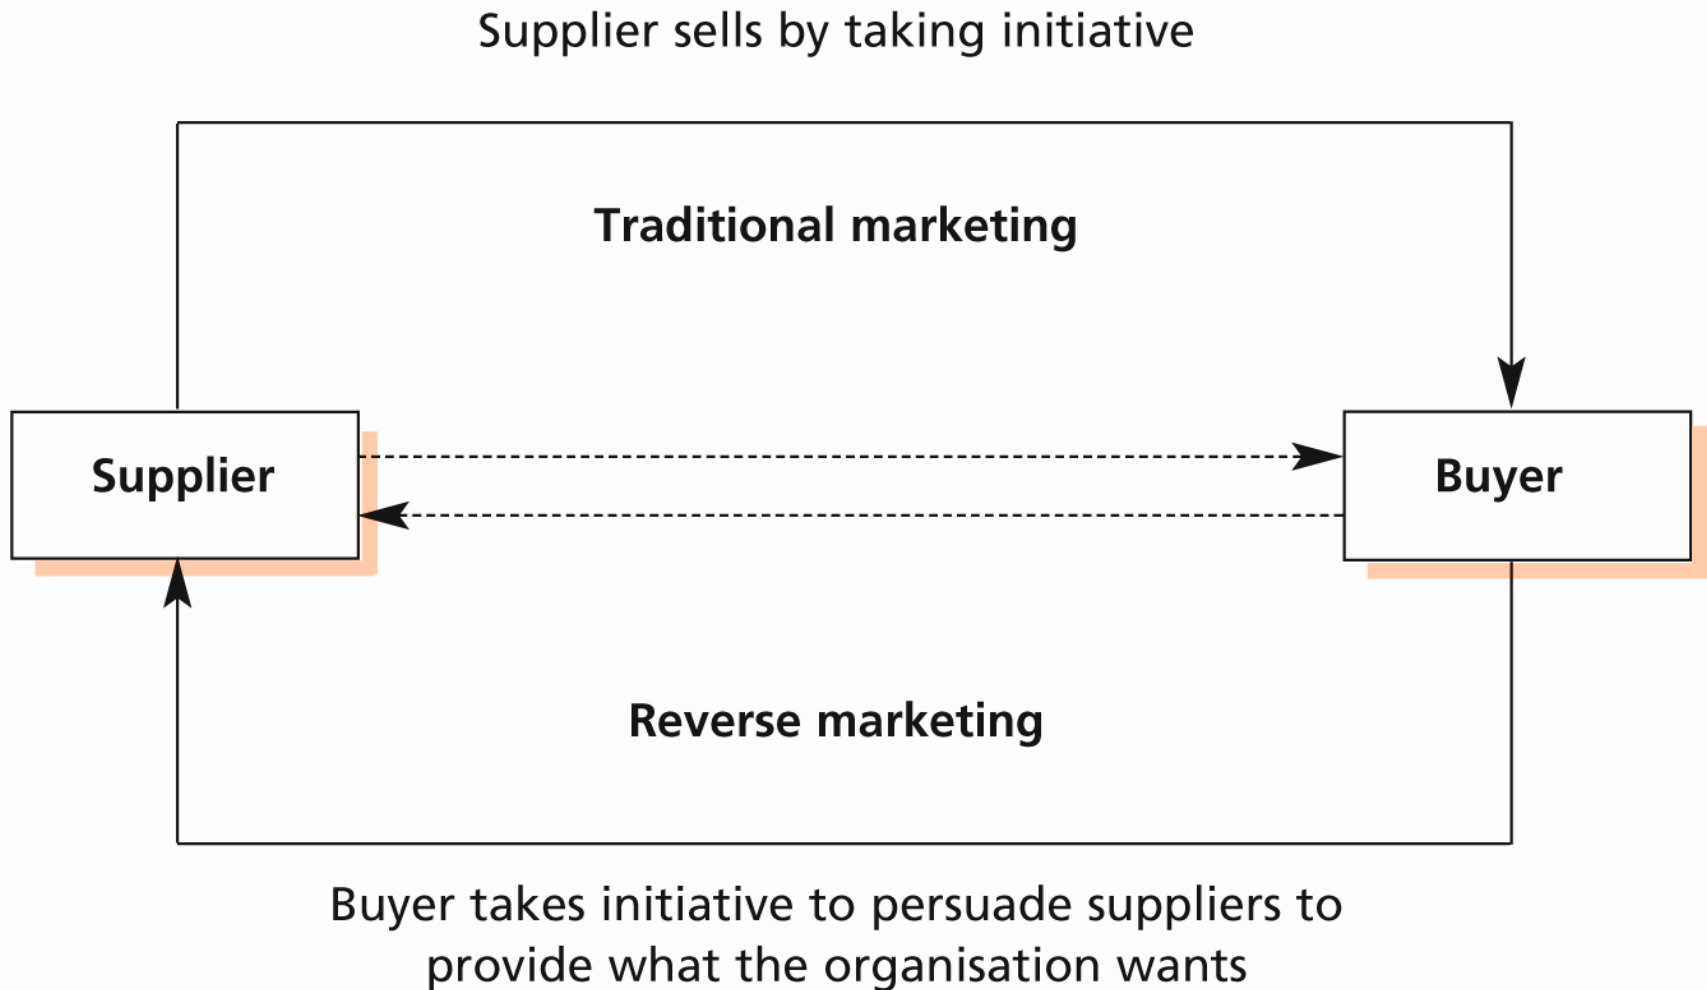 Supplier sells by taking initiative
Traditional marketing
Supplier
Buyer
Reverse marketing
Buyer takes initiative to persuade suppliers to
provide what the organisation wants